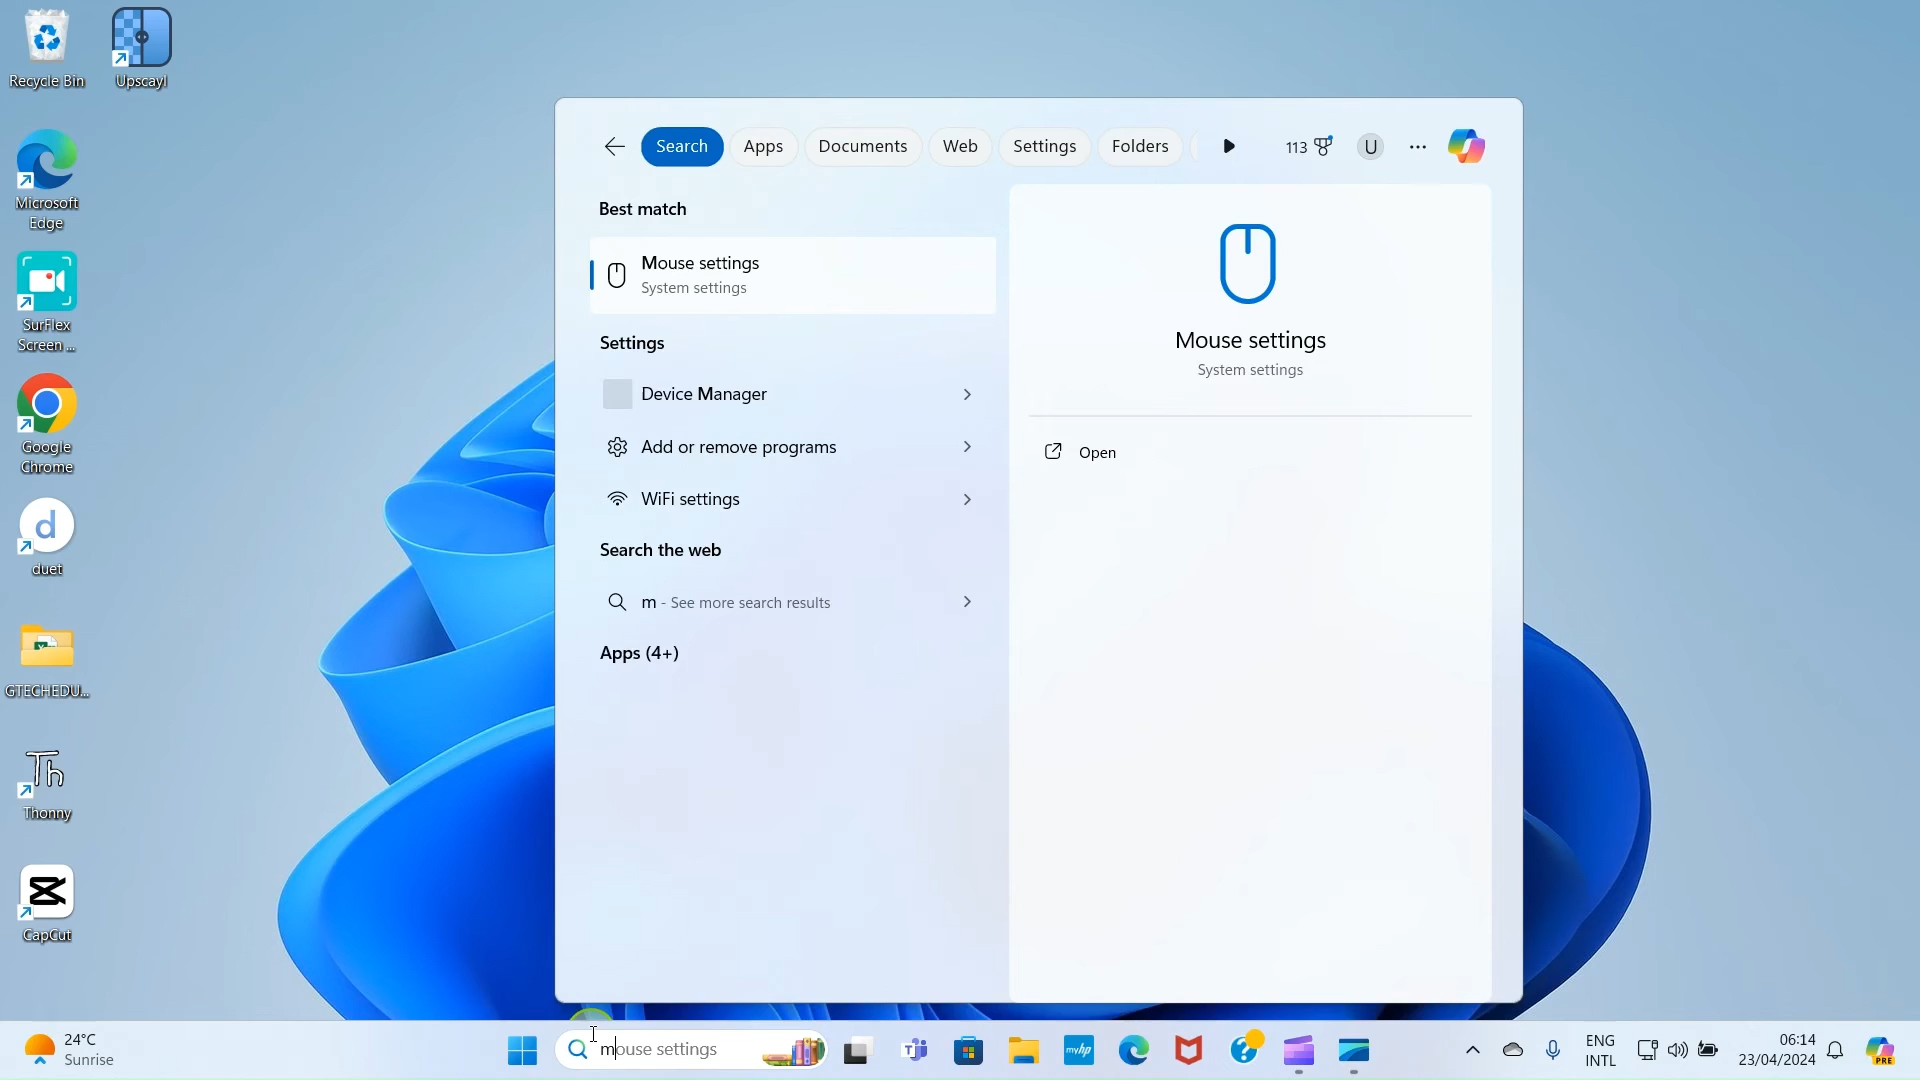 Recycle Bin
Upscayl
Microsoft
Edge
SurFlex
Screen ...
Google
Chrome
d
duet
GTECHEDU...
Th
Thonny
CapCut
Search
Apps
Documents
Web
Settings
Folders
113
U
Best match
Mouse settings
System settings
Settings
Device Manager
Add or remove programs
WiFi settings
Search the web
m - See more search results
Apps (4+)
Mouse settings
System settings
Open
24°C
Sunrise
mouse settings
T
myhp
?
ENG
INTL
06:14
23/04/2024
PRE